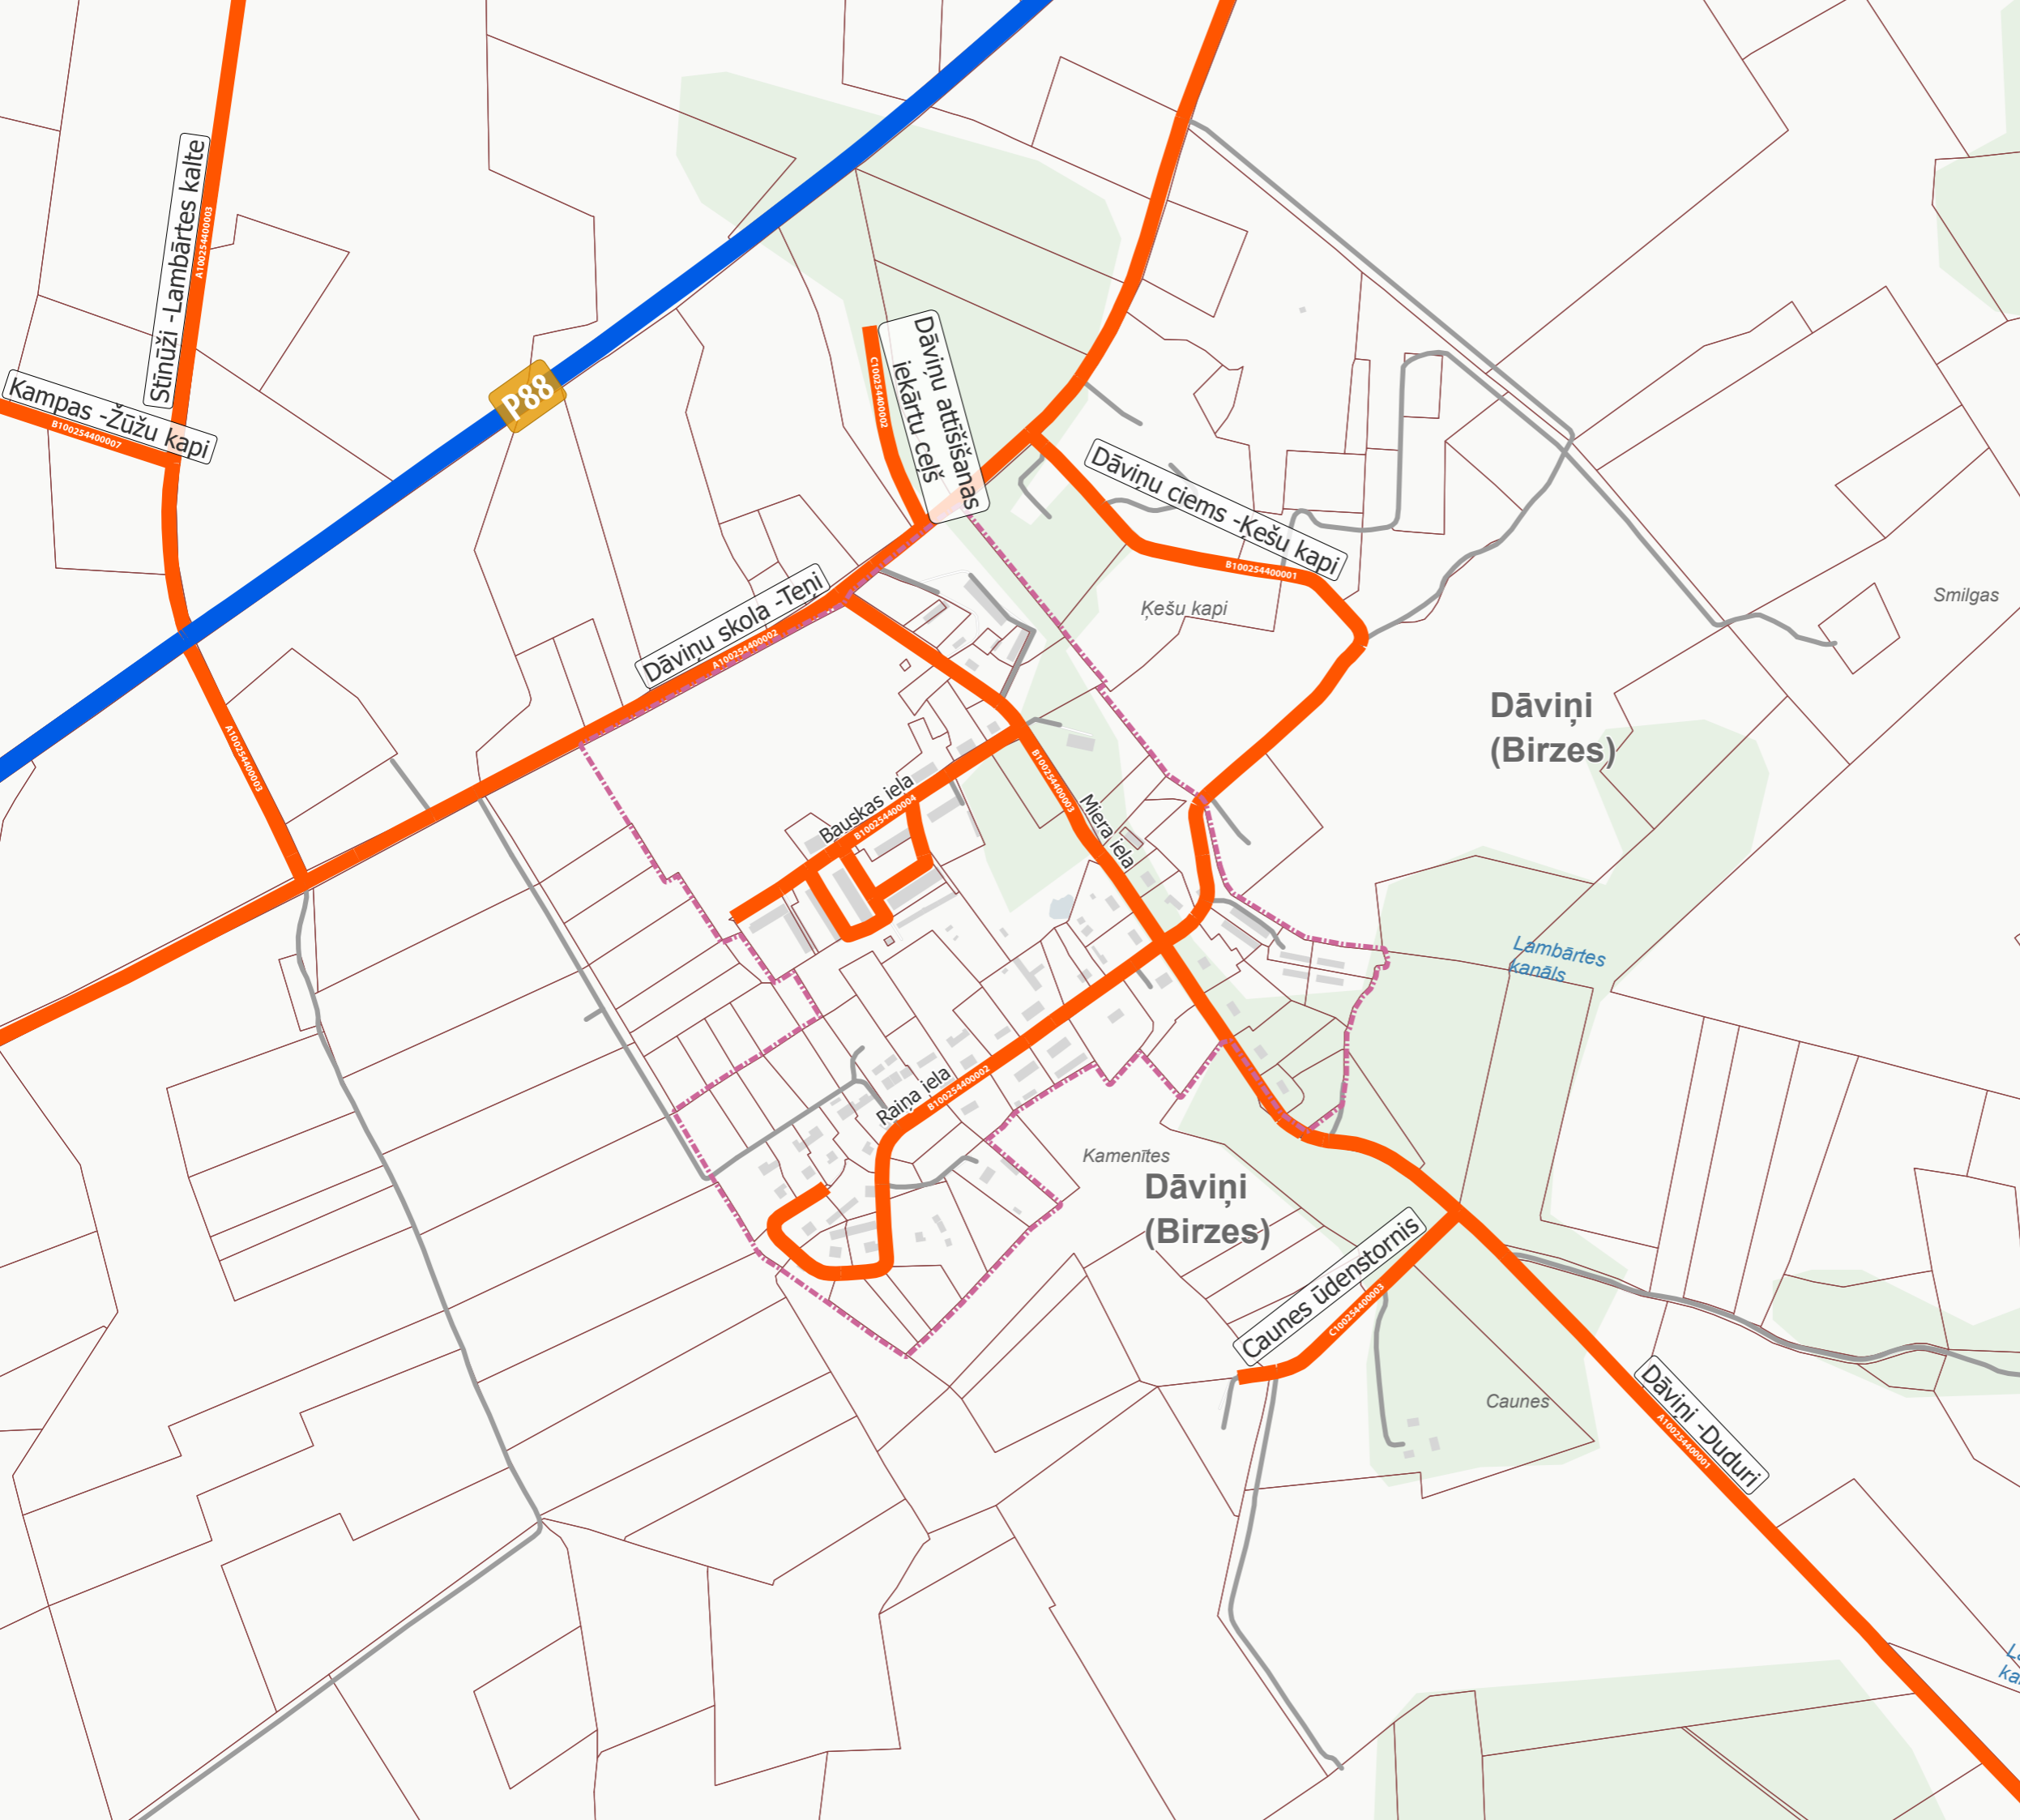 Stīnūži -Lambārtes kalte
A100254400003
Kampas -Žūžu kapi
B100254400007
P88
C100254400002
Dāviņu attīšišanas
iekārtu ceļš
Dāviņu ciems -Ķešu kapi
B100254400001
Ķešu kapi
Smilgas
Dāviņu skola -Teņi
A100254400002
A100254400003
Dāviņi
(Birzes)
Bauskas iela
B100254400004
B100254400003
Miera iela
Lambārtes
kanāls
Raiņa iela
B100254400002
Kamenītes
Dāviņi
(Birzes)
Caunes ūdenstornis
C100254400003
Caunes
Dāviņi -Duduri
A100254400001